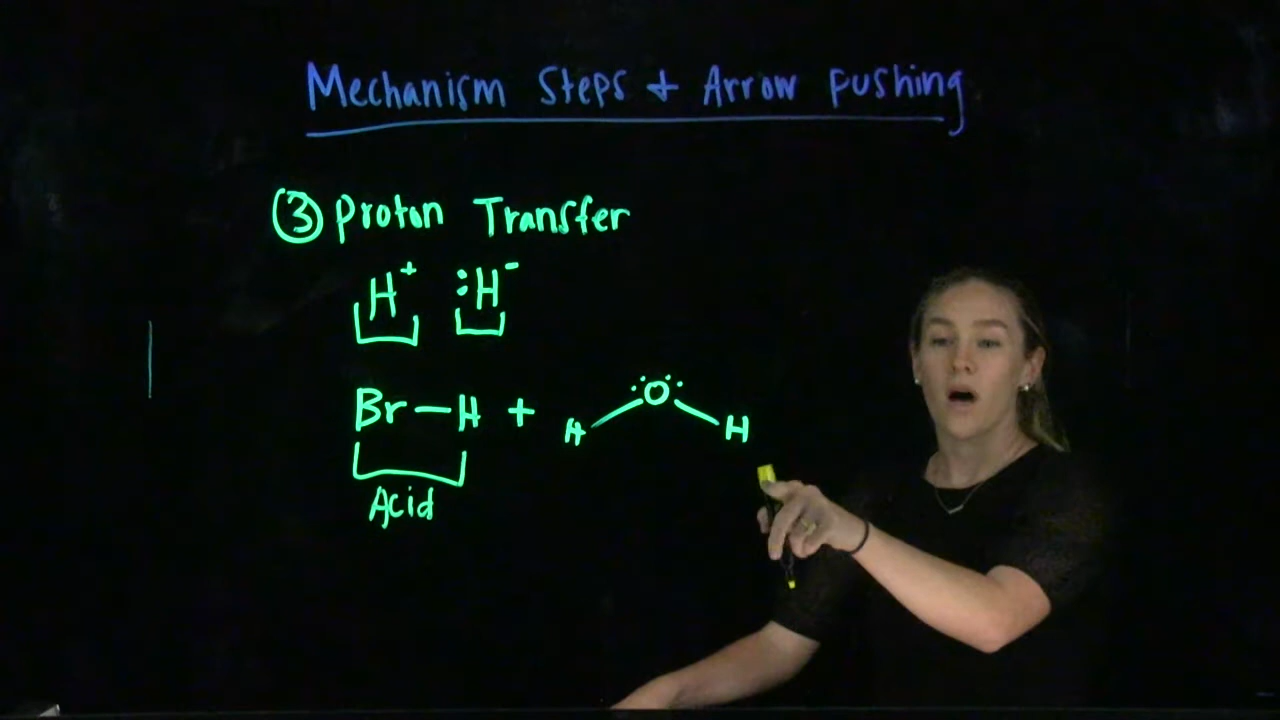 Mechanism Steps + Arrow Pushing
③ Proton Transfer
H⁺ :H⁻
Br—H + H—Ö—H
Acid